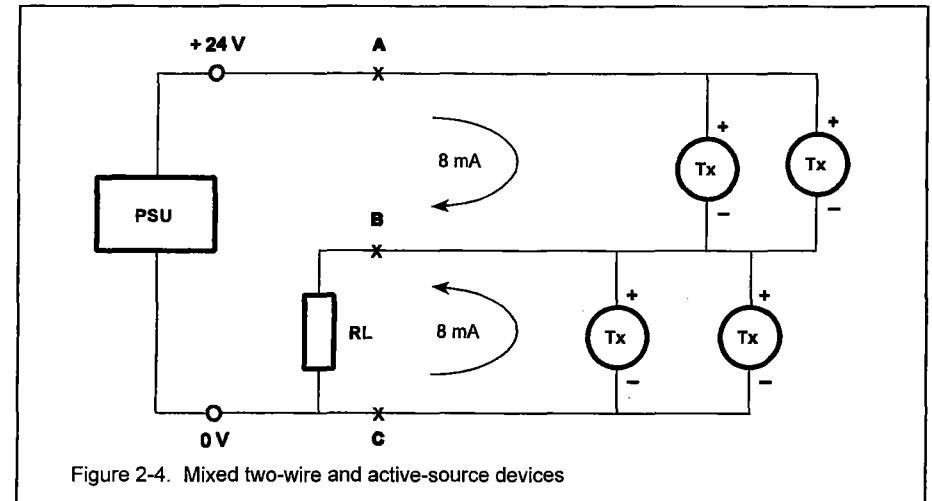 + 24 V
A
x
8 mA
+
Tx
−
+
Tx
−
PSU
B
x
RL
8 mA
+
Tx
−
+
Tx
−
0 V
x
C
Figure 2-4. Mixed two-wire and active-source devices